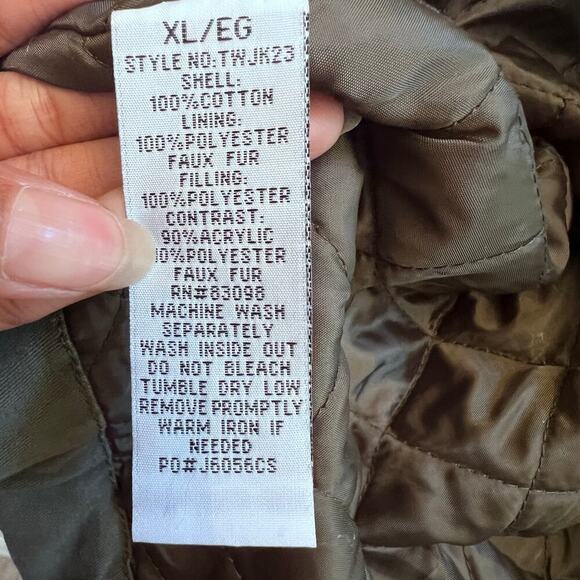 XL/EG
STYLE NO:TWJK23
SHELL:
100%COTTON
LINING:
100%POLYESTER
FAUX FUR
FILLING:
100%POLYESTER
CONTRAST:
90%ACRYLIC
10%POLYESTER
FAUX FUR
RN#83098
MACHINE WASH
SEPARATELY
WASH INSIDE OUT
DO NOT BLEACH
TUMBLE DRY LOW
REMOVE PROMPTLY
WARM IRON IF
NEEDED
PO#J6056CS